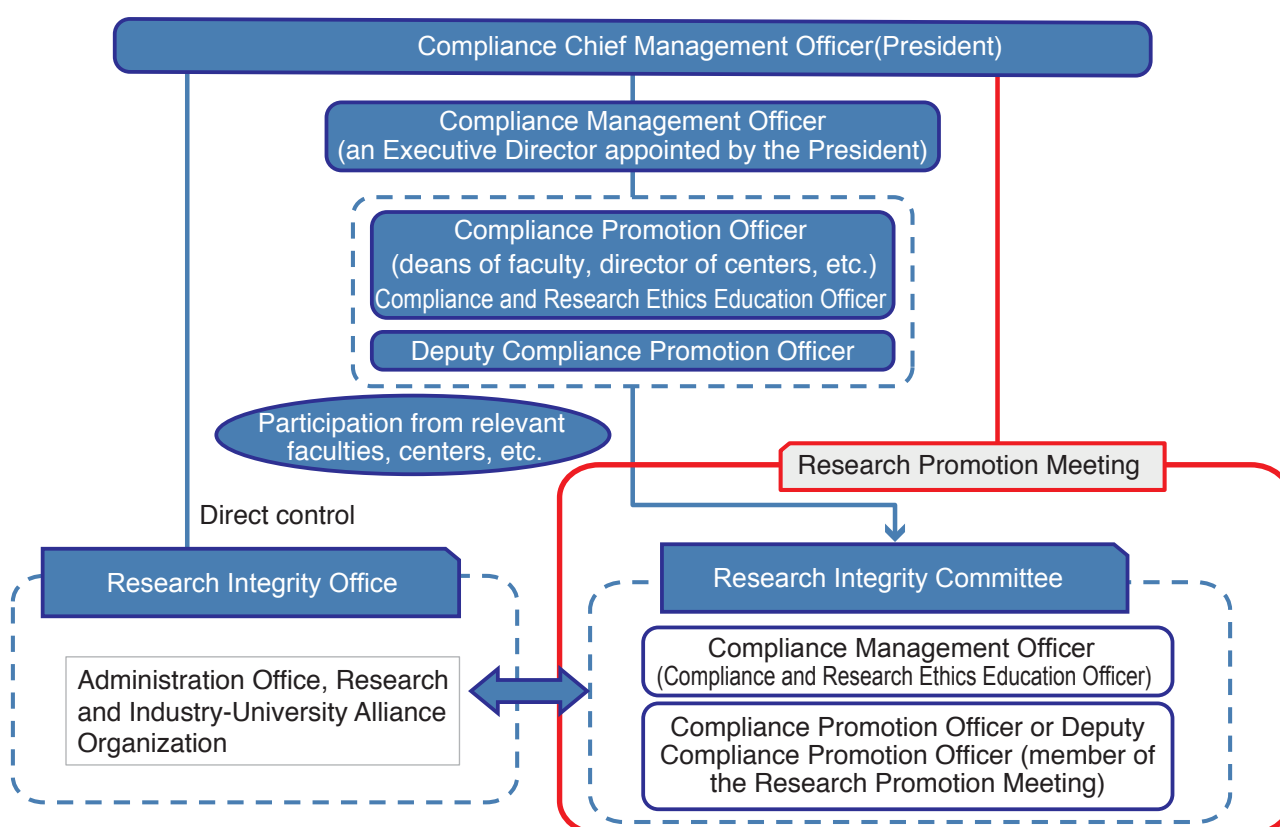 Compliance Chief Management Officer(President)
Compliance Management Officer
(an Executive Director appointed by the President)
Compliance Promotion Officer
(deans of faculty, director of centers, etc.)
Compliance and Research Ethics Education Officer
Deputy Compliance Promotion Officer
Participation from relevant
faculties, centers, etc.
Research Promotion Meeting
Direct control
Research Integrity Office
Administration Office, Research
and Industry-University Alliance
Organization
Research Integrity Committee
Compliance Management Officer
(Compliance and Research Ethics Education Officer)
Compliance Promotion Officer or Deputy
Compliance Promotion Officer (member of
the Research Promotion Meeting)